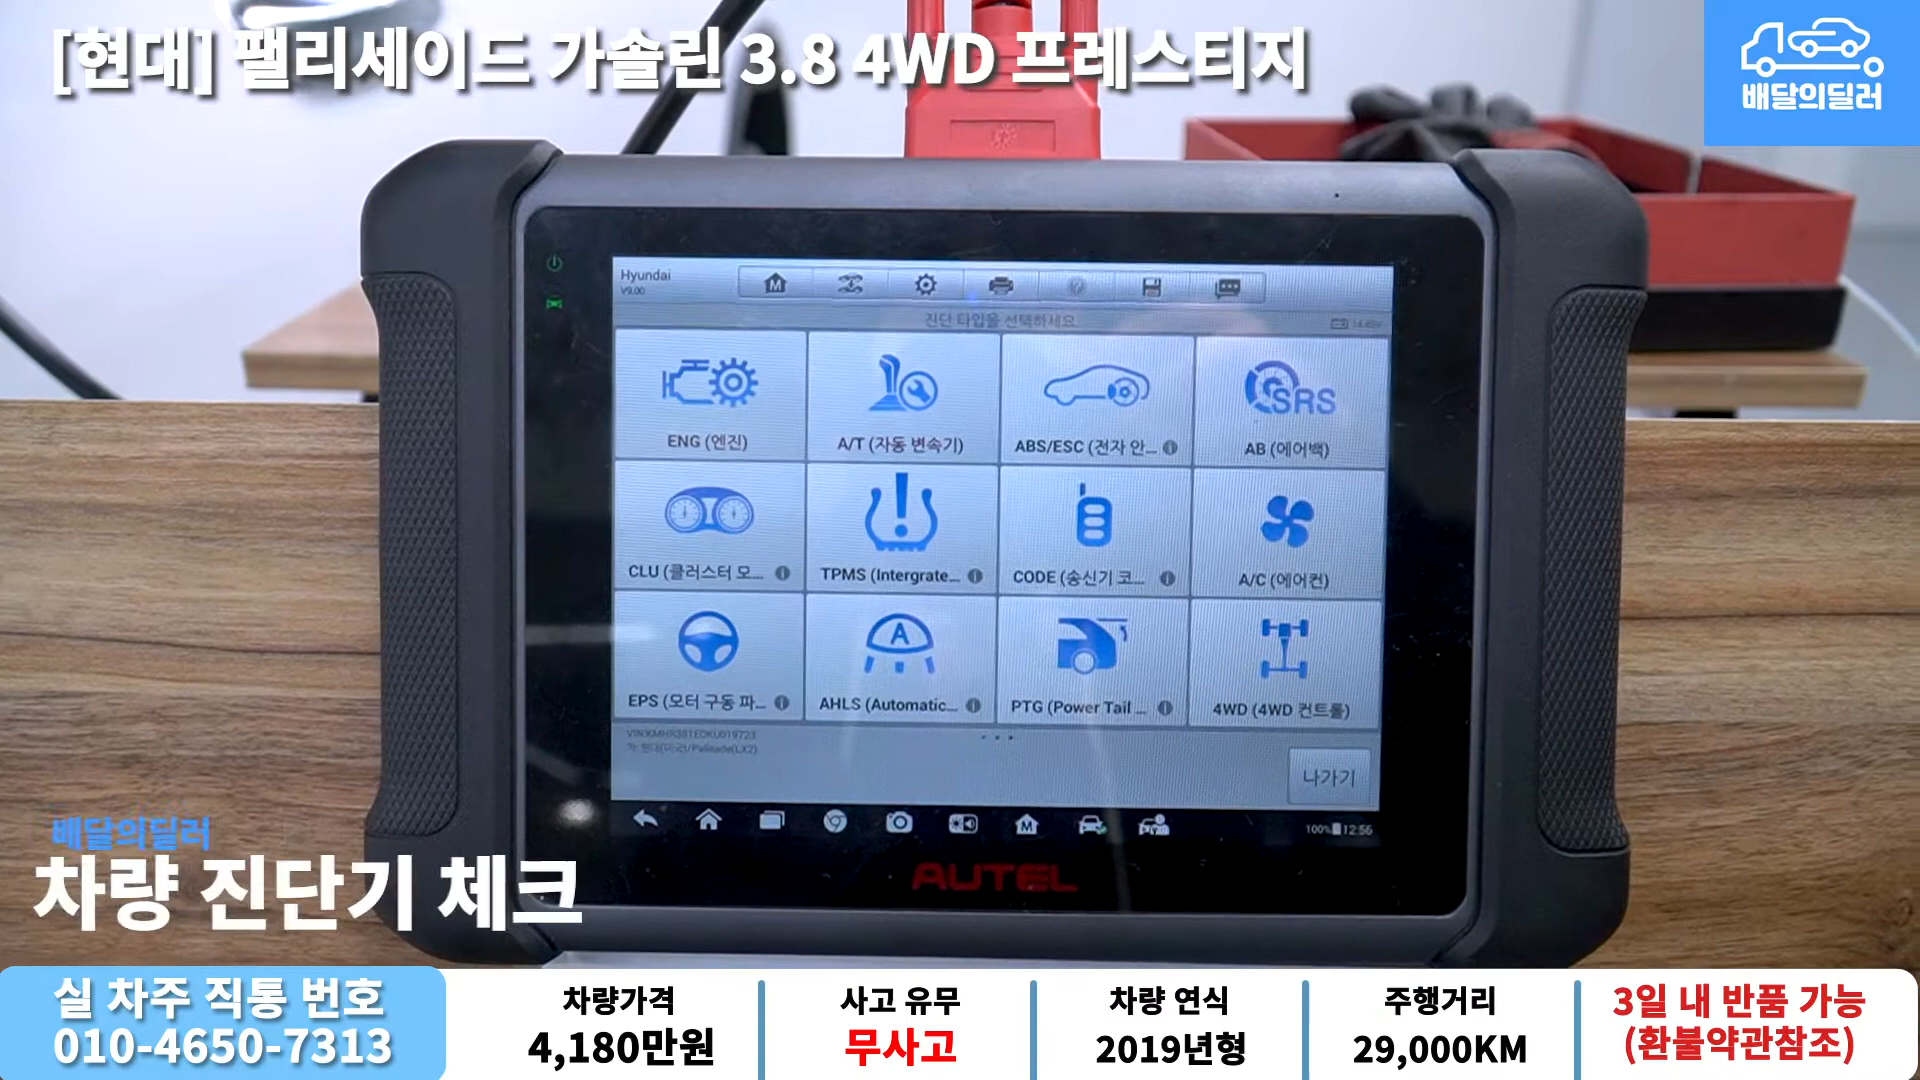 [현대] 팰리세이드 가솔린 3.8 4WD 프레스티지
배달의딜러
Hyundai
V9.00
진단 타입을 선택하세요
ENG (엔진)
A/T (자동 변속기)
ABS/ESC (전자 안...
SRS
AB (에어백)
CLU (클러스터 모...
TPMS (Intergrate...
CODE (송신기 코...
A/C (에어컨)
EPS (모터 구동 파...
AHLS (Automatic...
PTG (Power Tail ...
4WD (4WD 컨트롤)
나가기
100% 12:56
AUTEL
배달의딜러
차량 진단기 체크
실 차주 직통 번호
010-4650-7313
차량가격
4,180만원
사고 유무
무사고
차량 연식
2019년형
주행거리
29,000KM
3일 내 반품 가능
(환불약관참조)